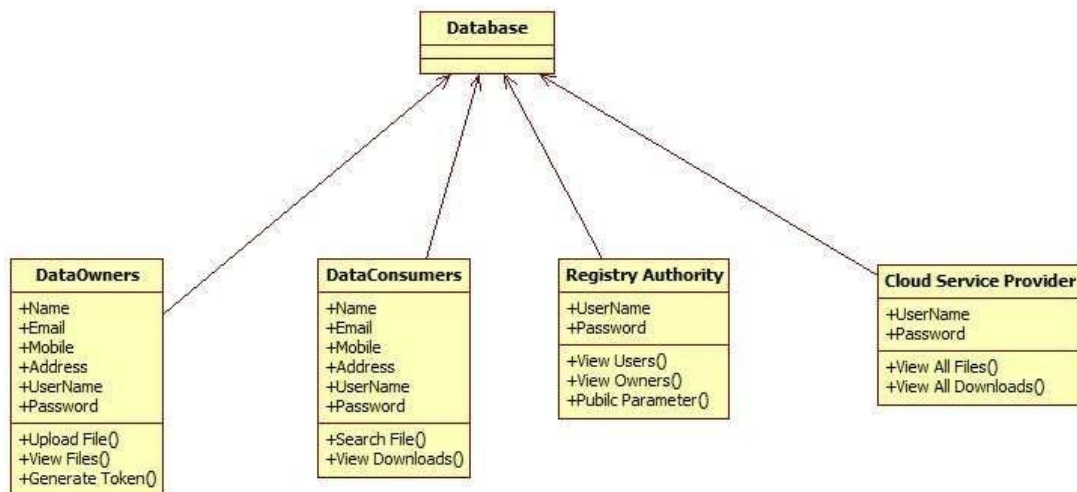 Database
DataOwners
+Name
+Email
+Mobile
+Address
+UserName
+Password
+Upload File()
+View Files()
+Generate Token()
DataConsumers
+Name
+Email
+Mobile
+Address
+UserName
+Password
+Search File()
+View Downloads()
Registry Authority
+UserName
+Password
+View Users()
+View Owners()
+Pubilc Parameter()
Cloud Service Provider
+UserName
+Password
+View All Files()
+View All Downloads()